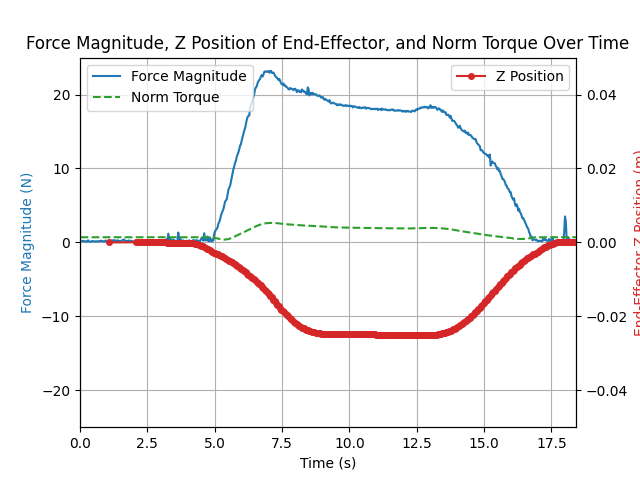 Force Magnitude, Z Position of End-Effector, and Norm Torque Over Time
Force Magnitude
Norm Torque
Z Position
20
10
0
−10
−20
Force Magnitude (N)
0.04
0.02
0.00
−0.02
−0.04
End-Effector Z Position (m)
0.0
2.5
5.0
7.5
10.0
12.5
15.0
17.5
Time (s)